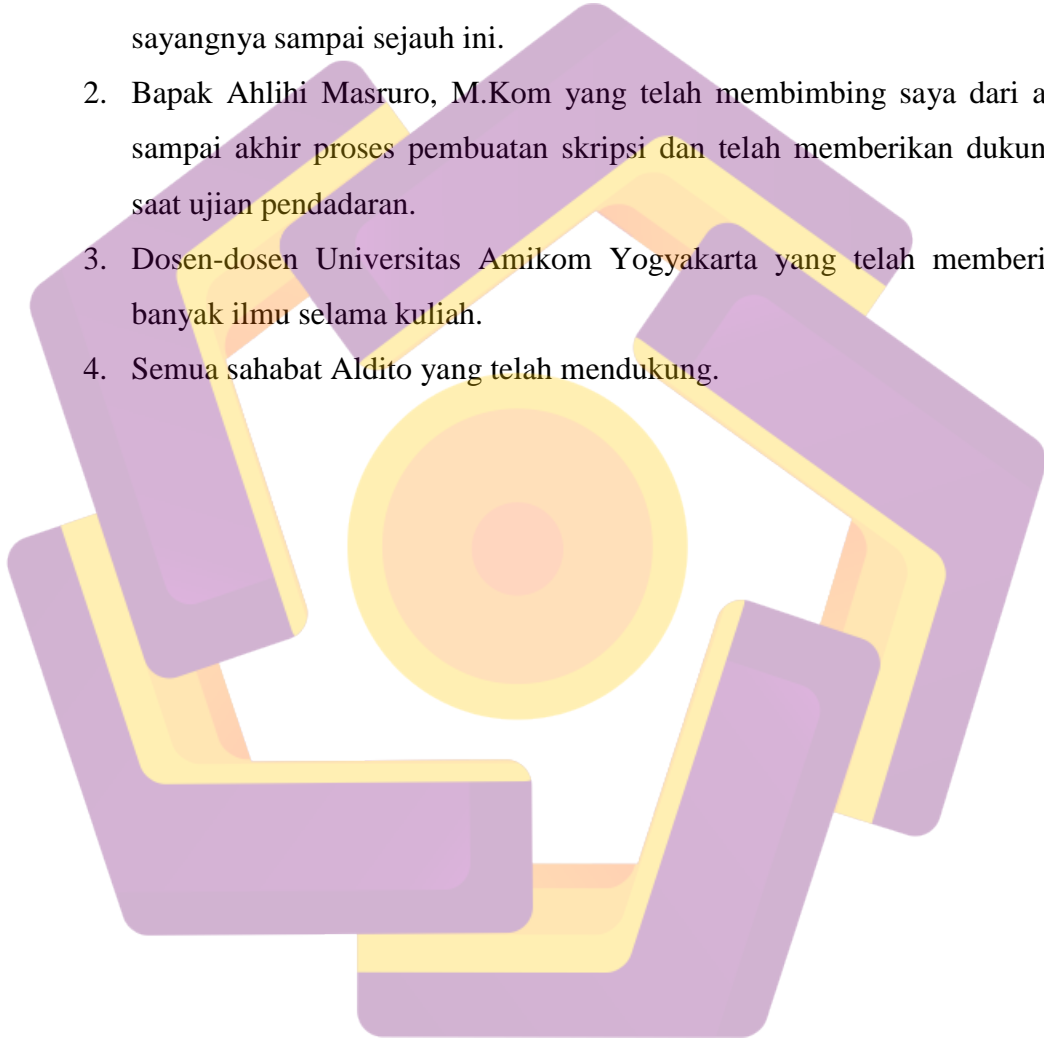 sayangnya sampai sejauh ini.
2. Bapak Ahlihi Masruro, M.Kom yang telah membimbing saya dari a
sampai akhir proses pembuatan skripsi dan telah memberikan dukun
saat ujian pendadaran.
3. Dosen-dosen Universitas Amikom Yogyakarta yang telah memberi
banyak ilmu selama kuliah.
4. Semua sahabat Aldito yang telah mendukung.